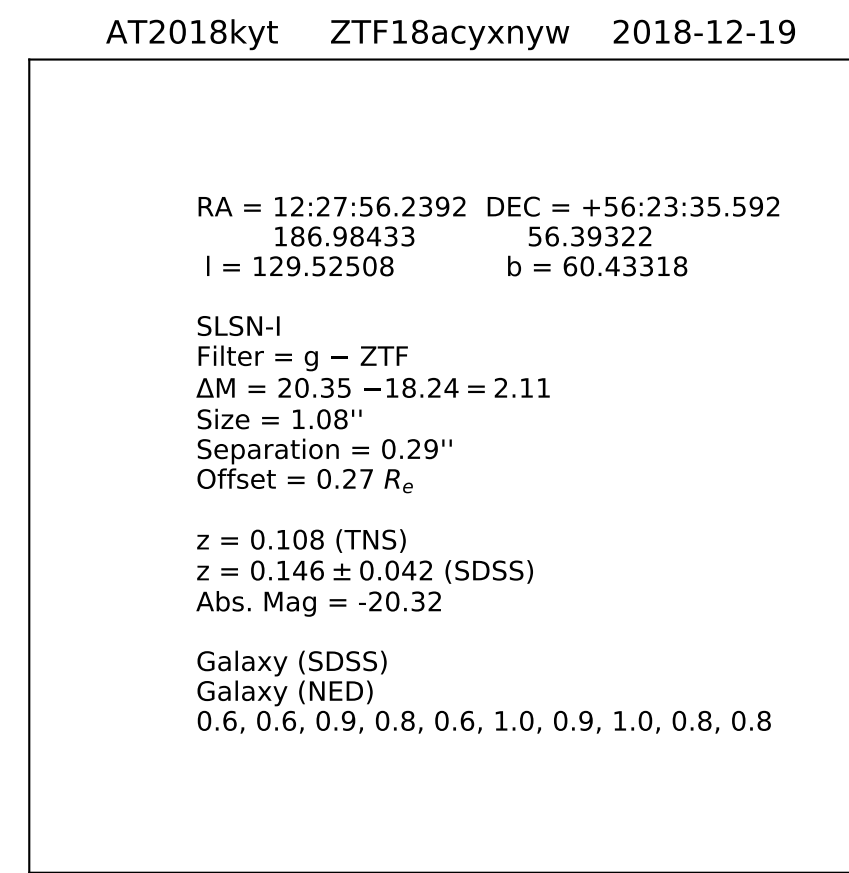 AT2018kyt ZTF18acyxnyw 2018-12-19
RA = 12:27:56.2392 DEC = +56:23:35.592
186.98433 56.39322
l = 129.52508 b = 60.43318
SLSN-I
Filter = g − ZTF
ΔM = 20.35 −18.24 = 2.11
Size = 1.08''
Separation = 0.29''
Offset = 0.27 Rₑ
z = 0.108 (TNS)
z = 0.146 ± 0.042 (SDSS)
Abs. Mag = -20.32
Galaxy (SDSS)
Galaxy (NED)
0.6, 0.6, 0.9, 0.8, 0.6, 1.0, 0.9, 1.0, 0.8, 0.8